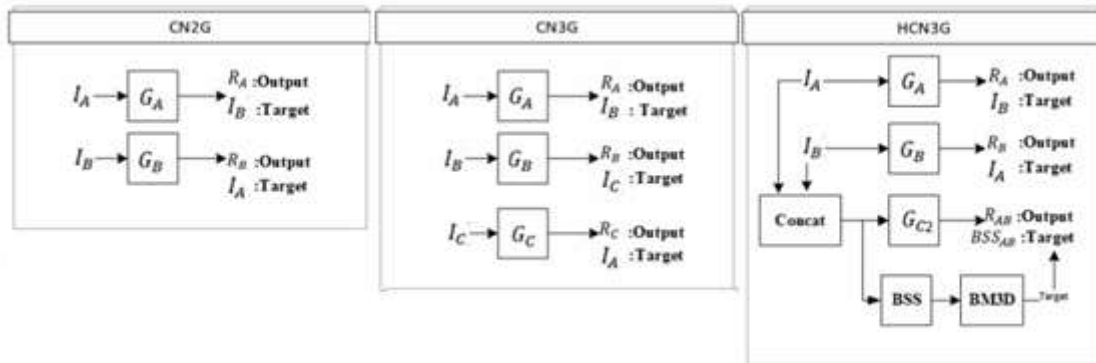 CN2G
I_A G_A R_A :Output
I_B :Target
I_B G_B R_B :Output
I_A :Target
CN3G
I_A G_A R_A :Output
I_B : Target
I_B G_B R_B :Output
I_C :Target
I_C G_C R_C :Output
I_A :Target
HCN3G
I_A G_A R_A :Output
I_B :Target
I_B G_B R_B :Output
I_A :Target
Concat G_C2 R_AB :Output
BSS_AB :Target
BSS BM3D Target